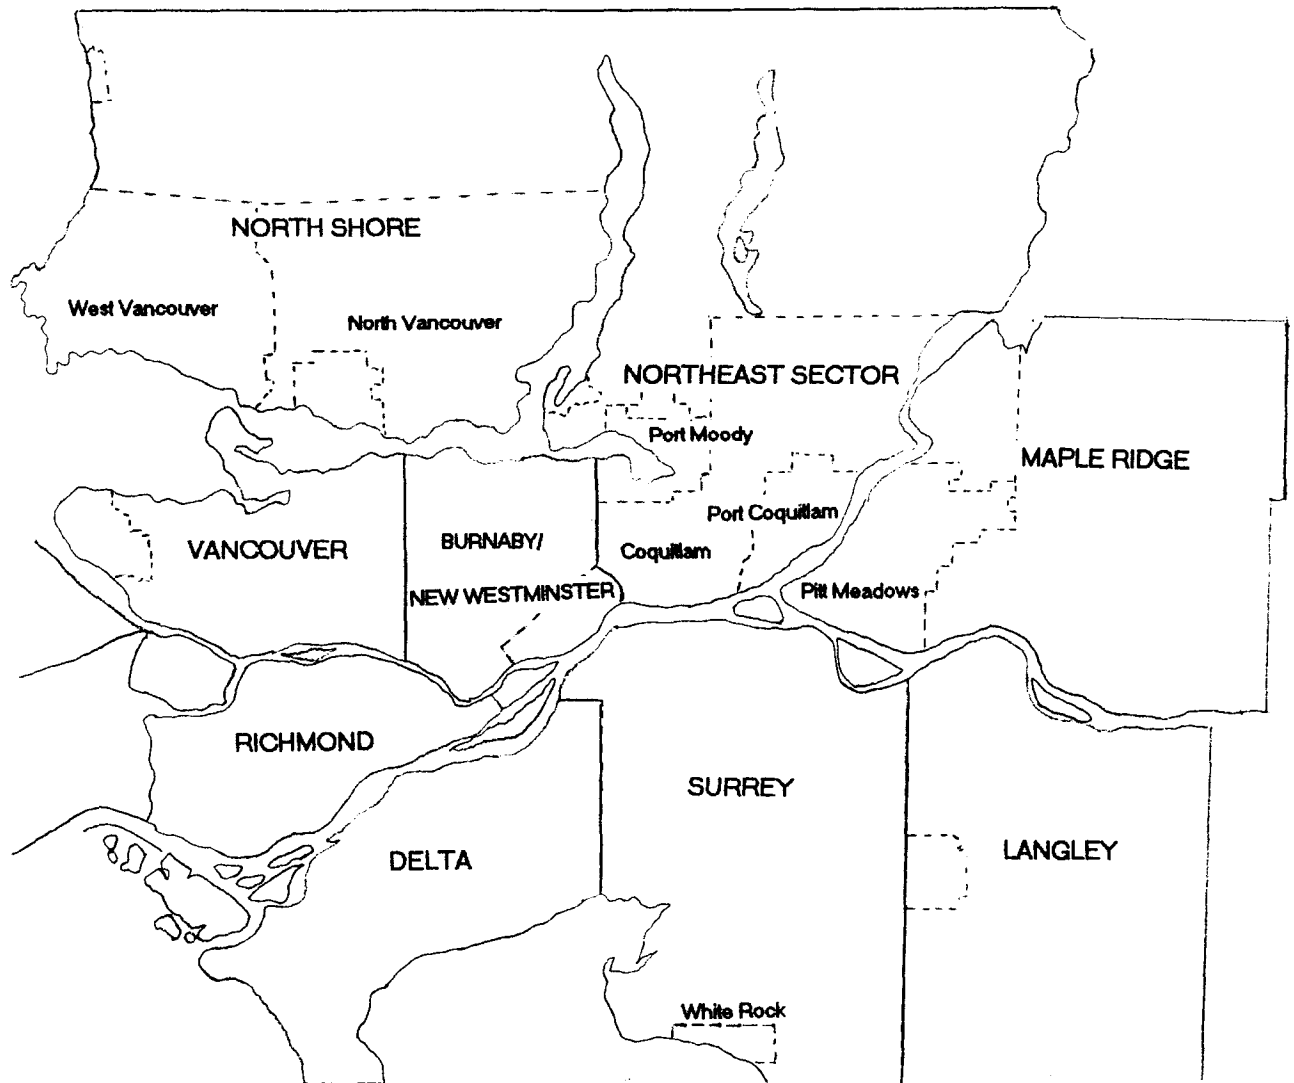 NORTH SHORE
West Vancouver
North Vancouver
NORTHEAST SECTOR
Port Moody
MAPLE RIDGE
Port Coquitlam
VANCOUVER
BURNABY/
Coquitlam
NEW WESTMINSTER
Pitt Meadows
RICHMOND
SURREY
DELTA
LANGLEY
White Rock